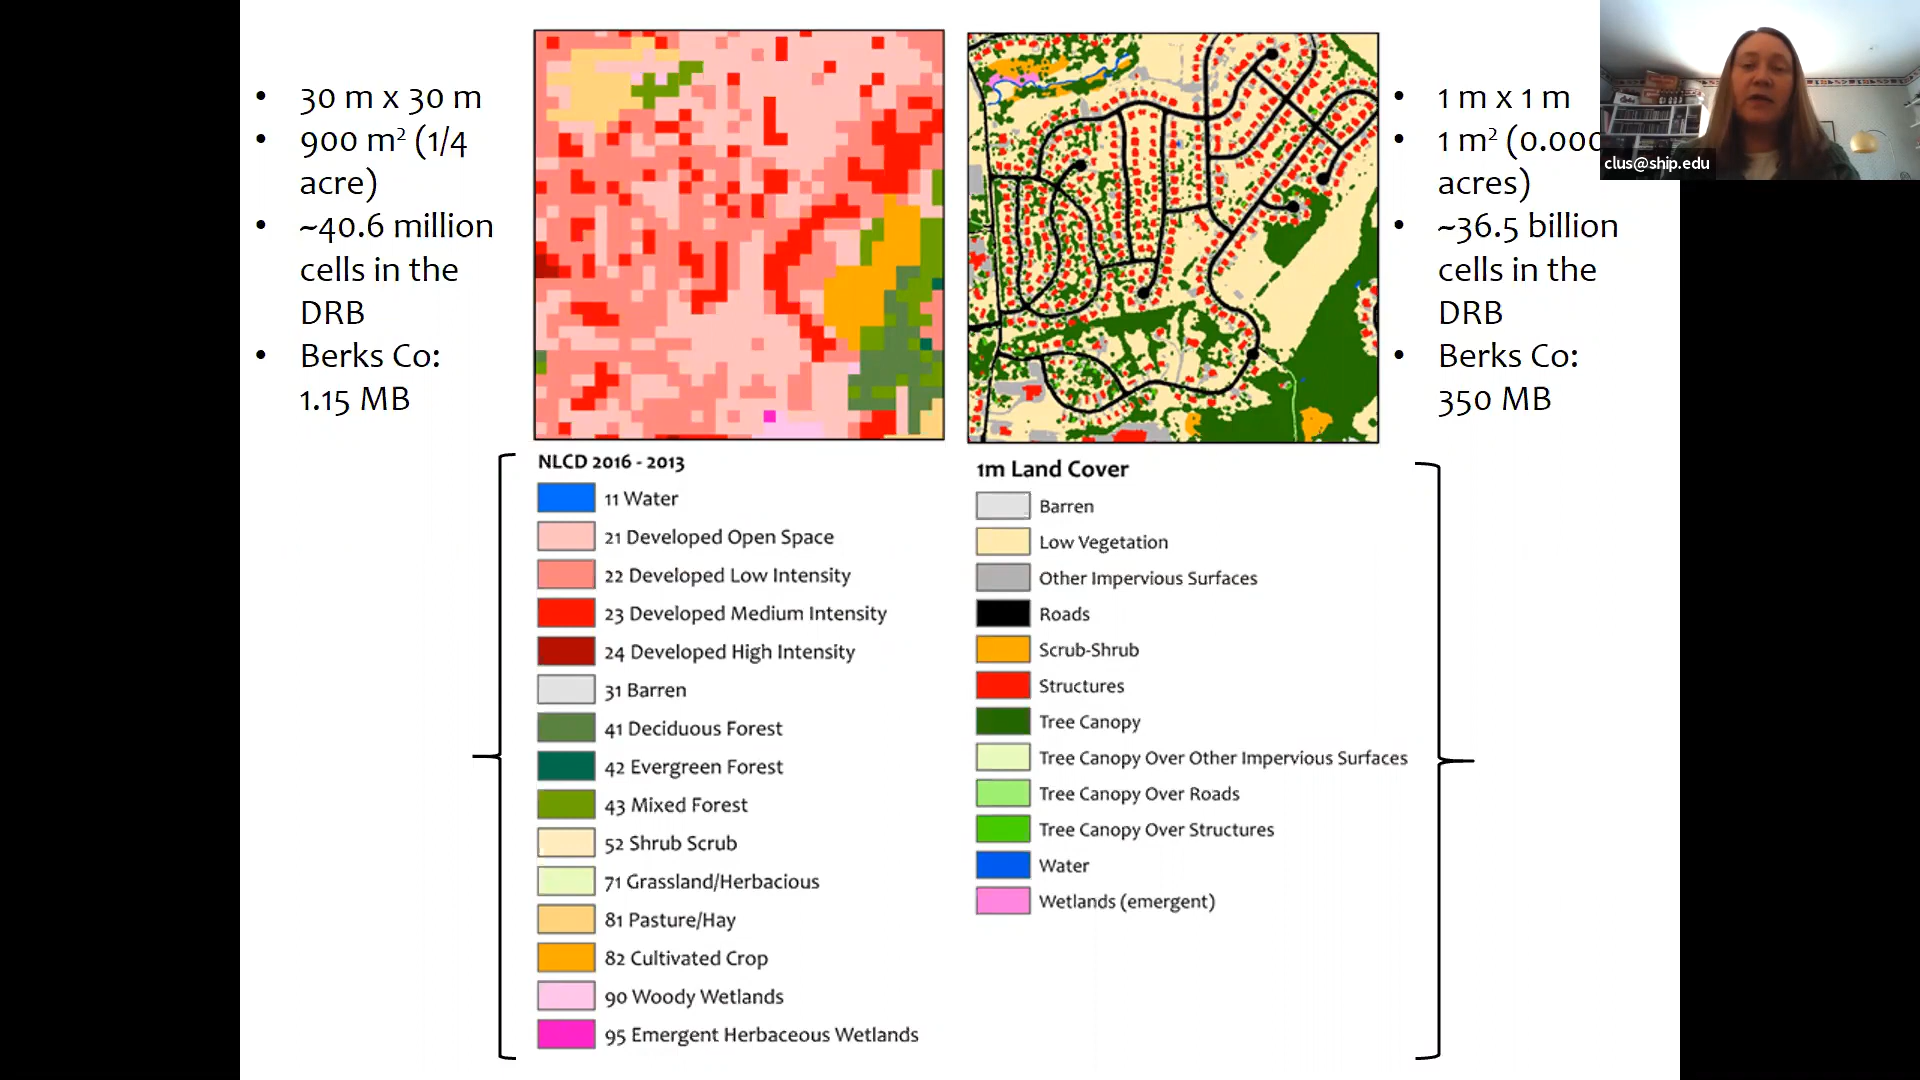 • 30 m x 30 m
• 900 m² (1/4
acre)
• ~40.6 million
cells in the
DRB
• Berks Co:
1.15 MB
• 1 m x 1 m
• 1 m² (0.000
acres)
• ~36.5 billion
cells in the
DRB
• Berks Co:
350 MB
clus@ship.edu
NLCD 2016 - 2013
11 Water
21 Developed Open Space
22 Developed Low Intensity
23 Developed Medium Intensity
24 Developed High Intensity
31 Barren
41 Deciduous Forest
42 Evergreen Forest
43 Mixed Forest
52 Shrub Scrub
71 Grassland/Herbacious
81 Pasture/Hay
82 Cultivated Crop
90 Woody Wetlands
95 Emergent Herbaceous Wetlands
1m Land Cover
Barren
Low Vegetation
Other Impervious Surfaces
Roads
Scrub-Shrub
Structures
Tree Canopy
Tree Canopy Over Other Impervious Surfaces
Tree Canopy Over Roads
Tree Canopy Over Structures
Water
Wetlands (emergent)